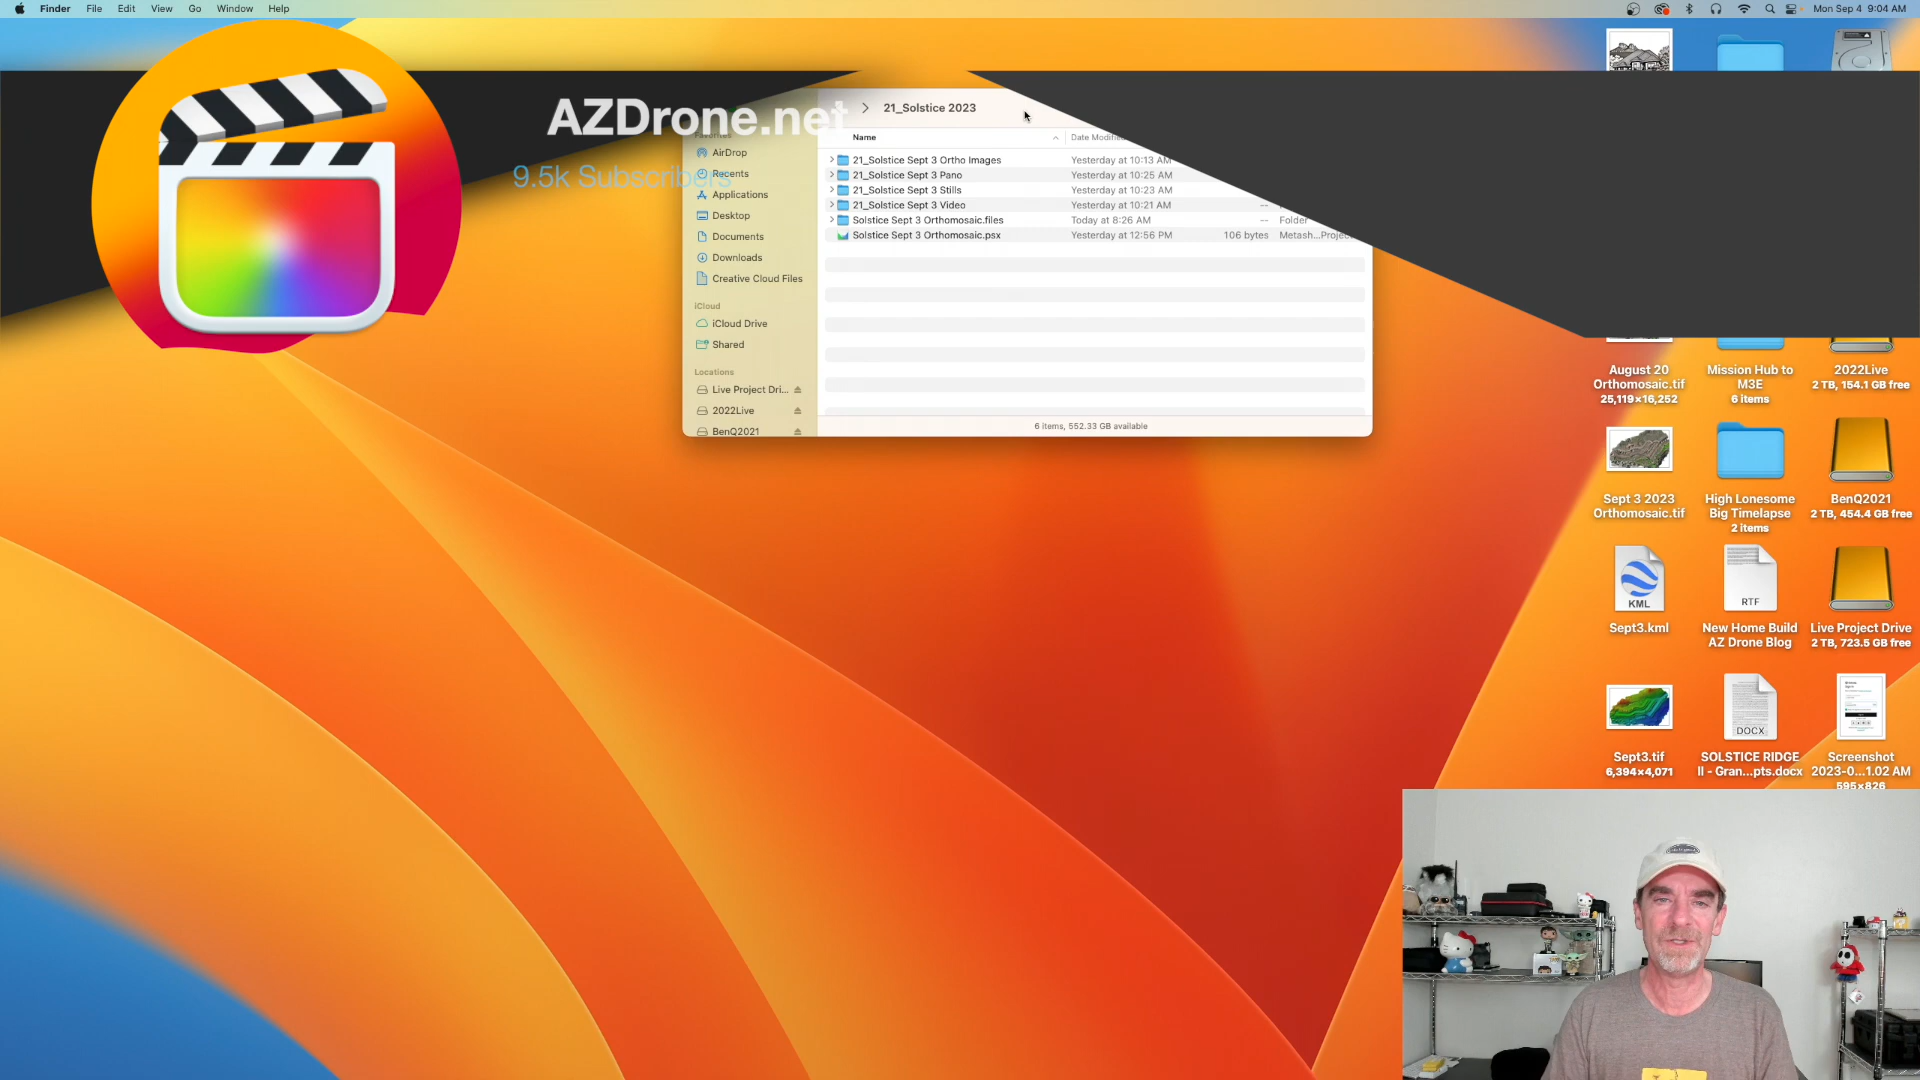 Finder File Edit View Go Window Help
Mon Sep 4 9:04 AM
AZDrone.net
9.5k Subscribers
21_Solstice 2023
Name
21_Solstice Sept 3 Ortho Images Yesterday at 10:13 AM
21_Solstice Sept 3 Pano Yesterday at 10:25 AM
21_Solstice Sept 3 Stills Yesterday at 10:23 AM
21_Solstice Sept 3 Video Yesterday at 10:21 AM --
Solstice Sept 3 Orthomosaic.files Today at 8:26 AM -- Folder
Solstice Sept 3 Orthomosaic.psx Yesterday at 12:56 PM 106 bytes Metash...Projec
6 items, 552.33 GB available
Favorites
AirDrop
Recents
Applications
Desktop
Documents
Downloads
Creative Cloud Files
iCloud
iCloud Drive
Shared
Locations
Live Project Dri...
2022Live
BenQ2021
August 20
Orthomosaic.tif
25,119×16,252
Mission Hub to
M3E
6 items
2022Live
2 TB, 154.1 GB free
Sept 3 2023
Orthomosaic.tif
High Lonesome
Big Timelapse
2 items
BenQ2021
2 TB, 454.4 GB free
KML
Sept3.kml
RTF
New Home Build
AZ Drone Blog
Live Project Drive
2 TB, 723.5 GB free
Sept3.tif
6,394×4,071
DOCX
SOLSTICE RIDGE
II - Gran...pts.docx
Screenshot
2023-0...1.02 AM
595×826